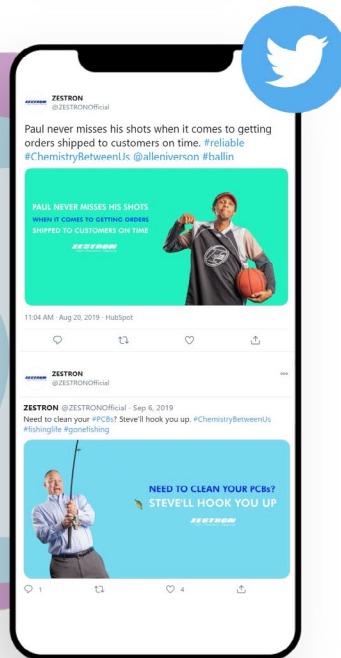 ZESTRON
ZESTRON
@ZESTRONOfficial
Paul never misses his shots when it comes to getting
orders shipped to customers on time. #reliable
#ChemistryBetweenUs @alleniverson #ballin
PAUL NEVER MISSES HIS SHOTS
WHEN IT COMES TO GETTING ORDERS
SHIPPED TO CUSTOMERS ON TIME
ZESTRON
11:04 AM · Aug 20, 2019 · HubSpot
ZESTRON
ZESTRON
@ZESTRONOfficial
ZESTRON @ZESTRONOfficial · Sep 6, 2019
Need to clean your #PCBs? Steve'll hook you up. #ChemistryBetweenUs
#fishinglife #gonefishing
NEED TO CLEAN YOUR PCBs?
STEVE'LL HOOK YOU UP
ZESTRON
1
4